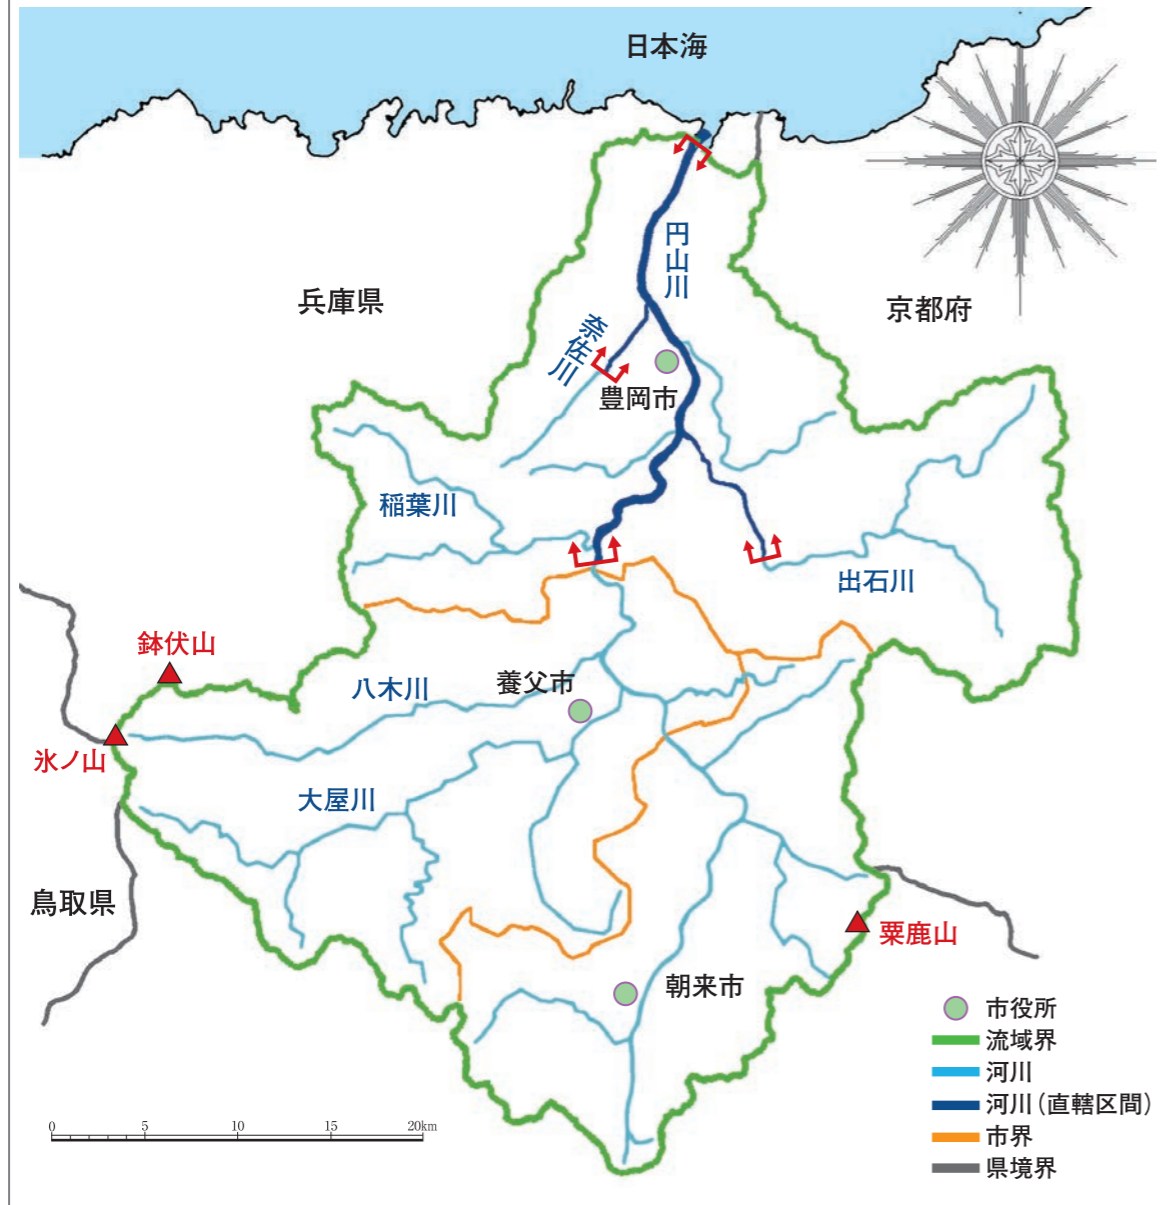 日本海
円山川
兵庫県
京都府
奈佐川
豊岡市
稲葉川
出石川
鉢伏山
八木川
養父市
氷ノ山
大屋川
鳥取県
粟鹿山
朝来市
市役所
流域界
河川
河川（直轄区間）
市界
県境界
0 5 10 15 20km